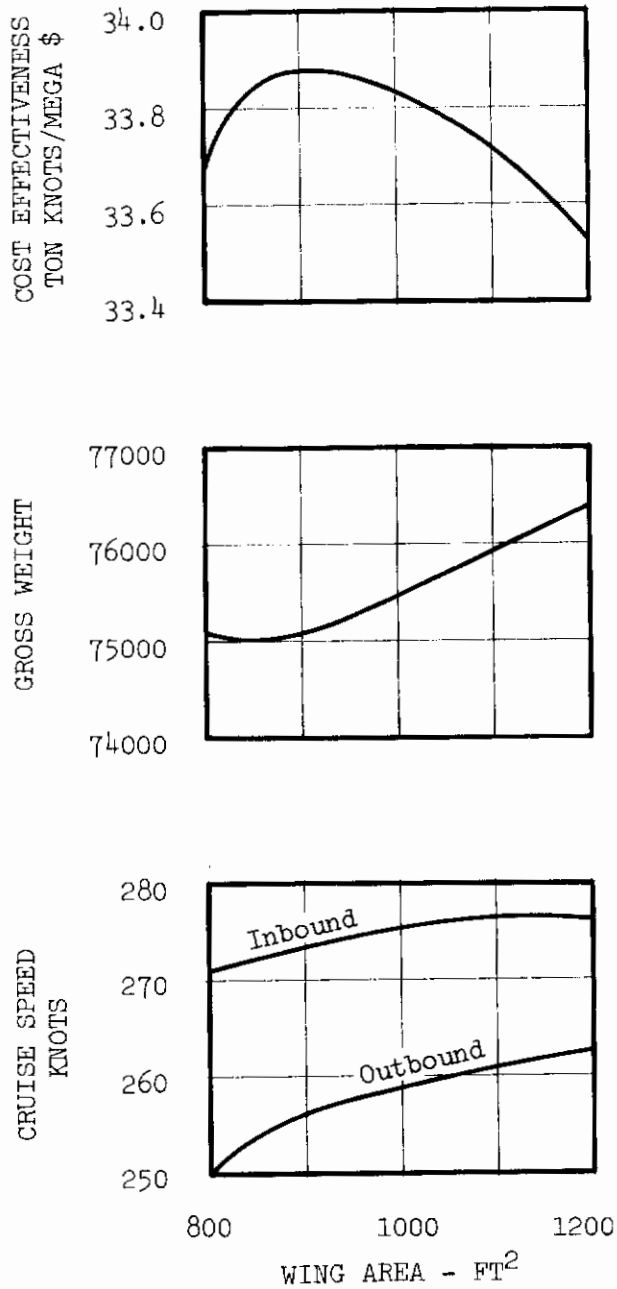 COST EFFECTIVENESS
TON KNOTS/MEGA $
34.0
33.8
33.6
33.4
GROSS WEIGHT
77000
76000
75000
74000
CRUISE SPEED
KNOTS
280
270
260
250
Inbound
Outbound
800 1000 1200
WING AREA - FT²